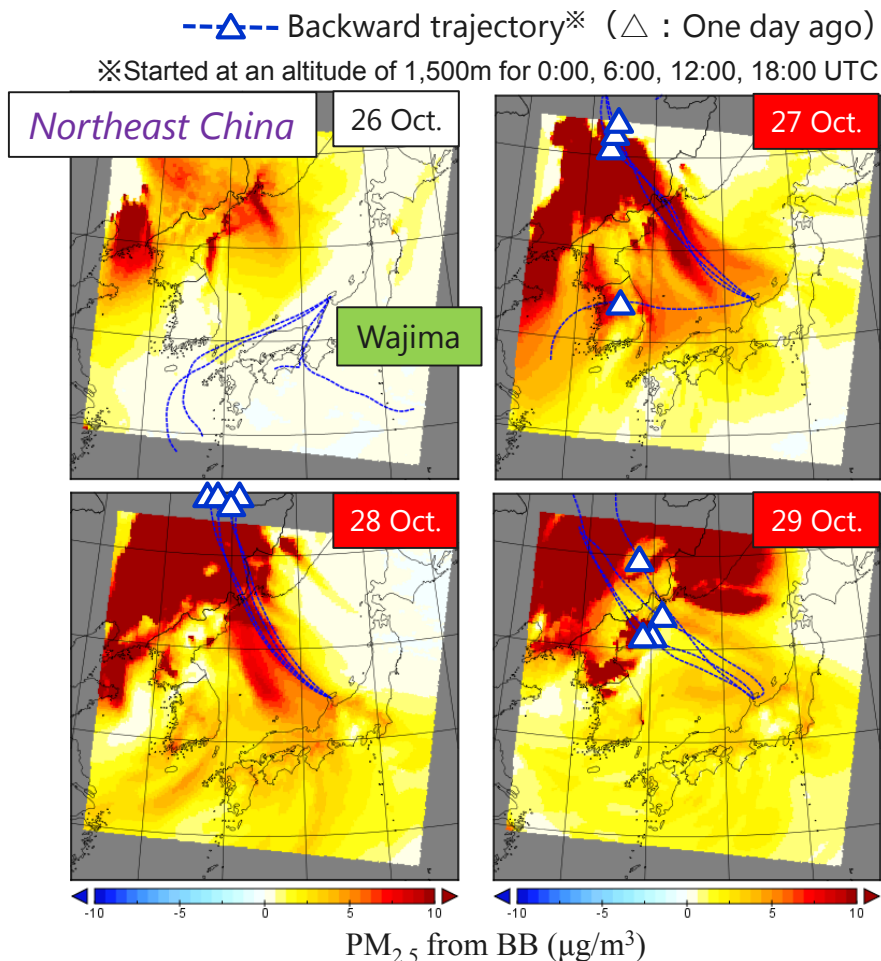 Backward trajectory※（△：One day ago）
※Started at an altitude of 1,500m for 0:00, 6:00, 12:00, 18:00 UTC
Northeast China
26 Oct.
27 Oct.
Wajima
28 Oct.
29 Oct.
-10 -5 0 5 10
-10 -5 0 5 10
PM2.5 from BB (μg/m³)